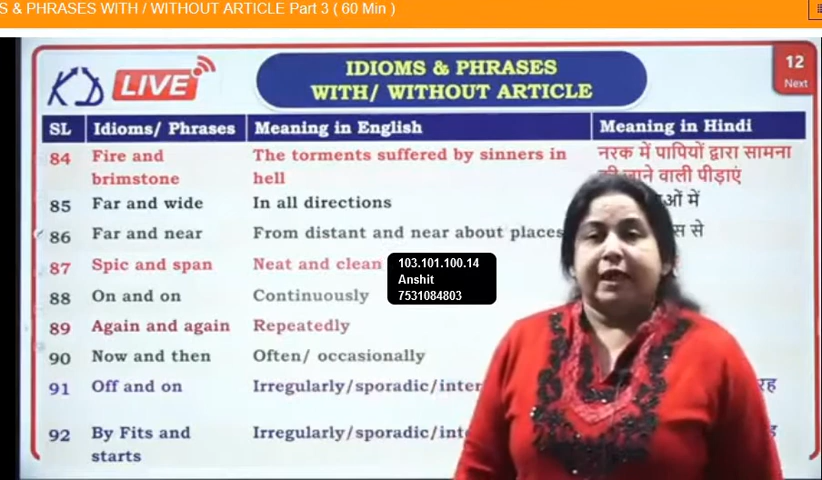 S & PHRASES WITH / WITHOUT ARTICLE Part 3 ( 60 Min )
KD LIVE
IDIOMS & PHRASES
WITH/ WITHOUT ARTICLE
12
Next
SL Idioms/ Phrases Meaning in English Meaning in Hindi
84 Fire and The torments suffered by sinners in नरक में पापियों द्वारा सामना
brimstone hell जाने वाली पीड़ाएं
85 Far and wide In all directions में
86 Far and near From distant and near about places से
87 Spic and span Neat and clean
103.101.100.14
Anshit
7531084803
88 On and on Continuously
89 Again and again Repeatedly
90 Now and then Often/ occasionally
91 Off and on Irregularly/sporadic/
92 By Fits and Irregularly/sporadic/
starts